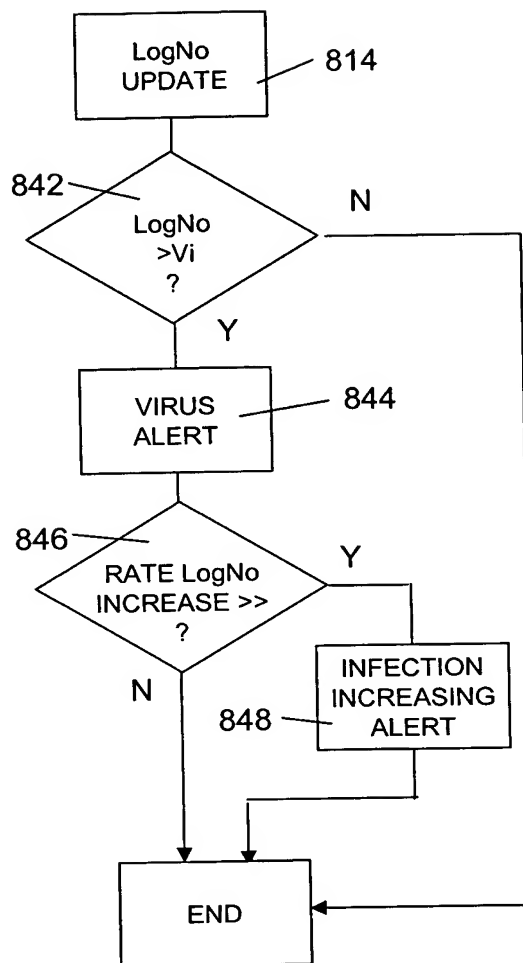 LogNo
UPDATE
814
842
LogNo
>Vi
?
N
Y
VIRUS
ALERT
844
846
RATE LogNo
INCREASE >>
?
Y
N
INFECTION
INCREASING
ALERT
848
END